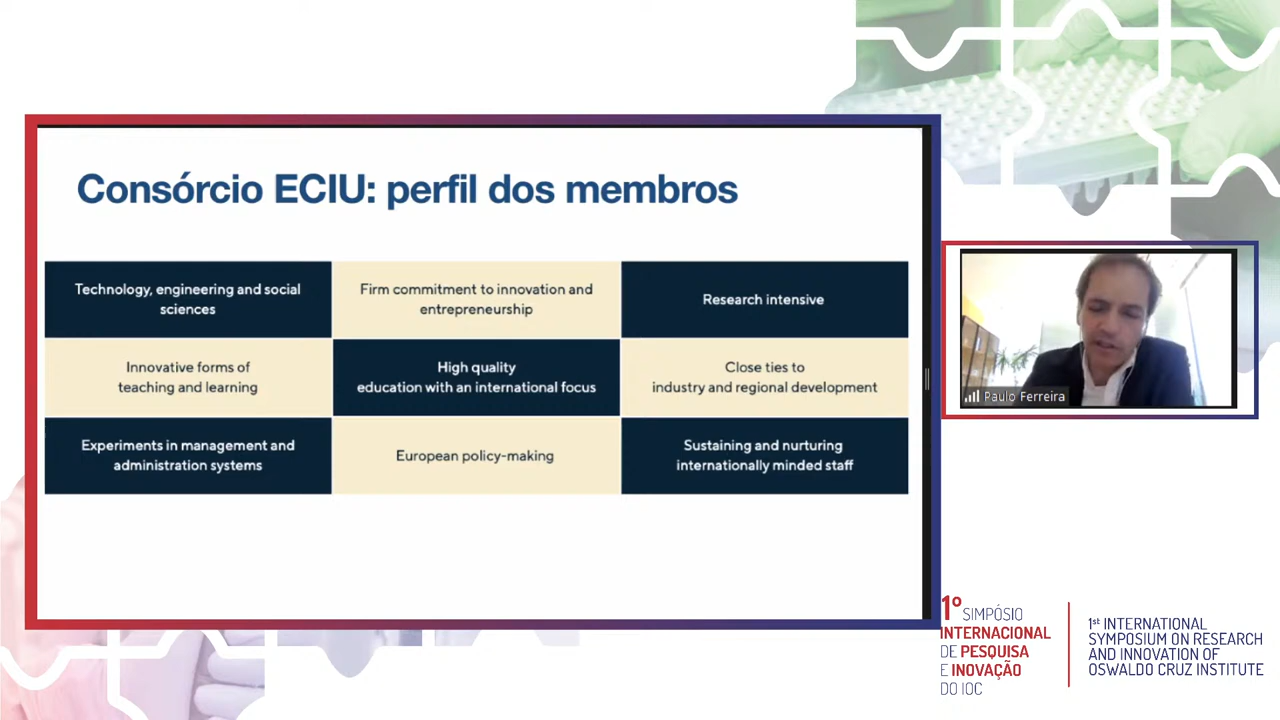 Consórcio ECIU: perfil dos membros
Technology, engineering and social
sciences
Firm commitment to innovation and
entrepreneurship
Research intensive
Innovative forms of
teaching and learning
High quality
education with an international focus
Close ties to
industry and regional development
Experiments in management and
administration systems
European policy-making
Sustaining and nurturing
internationally minded staff
Paulo Ferreira
1º SIMPÓSIO
INTERNACIONAL
DE PESQUISA
E INOVAÇÃO
DO IOC
1st INTERNATIONAL
SYMPOSIUM ON RESEARCH
AND INNOVATION OF
OSWALDO CRUZ INSTITUTE